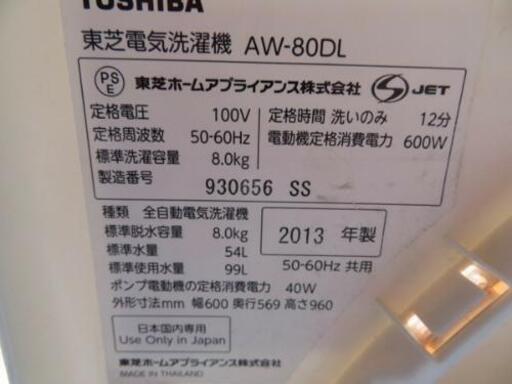 TOSHIBA
東芝電気洗濯機 AW-80DL
PS E 東芝ホームアプライアンス株式会社 S JET
定格電圧 100V 定格時間 洗いのみ 12分
定格周波数 50-60Hz 電動機定格消費電力 600W
標準洗濯容量 8.0kg
製造番号 930656 SS
種類 全自動電気洗濯機
標準脱水容量 8.0kg 2013 年製
標準水量 54L
標準使用水量 99L 50-60Hz 共用
ポンプ電動機の定格消費電力 40W
外形寸法mm 幅600 奥行569 高さ960
日本国内専用
Use Only in Japan
東芝ホームアプライアンス株式会社
MADE IN THAILAND